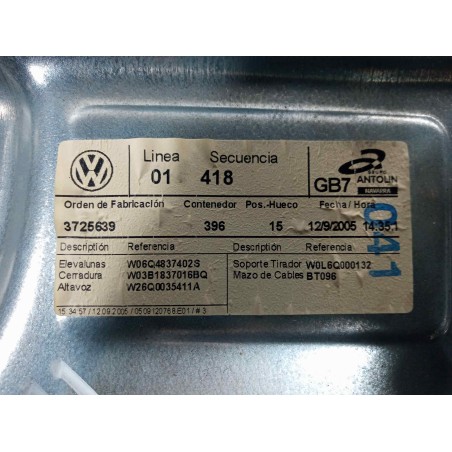 Linea Secuencia
01 418
GB7
GRUPO
ANTOLIN
Orden de Fabricación Contenedor Pos.-Hueco Fecha/ Hora
3725639 396 15 12/9/2005 14:35:1
041
Descripción Referencia Descripción Referencia
Elevalunas W06Q4837402S Soporte Tirador W0L6Q000132
Cerradura W03B1837016BQ Mazo de Cables BT096
Altavoz W26Q0035411A
15:34:57 / 12.09.2005 / 0509120768.E01 / # 3